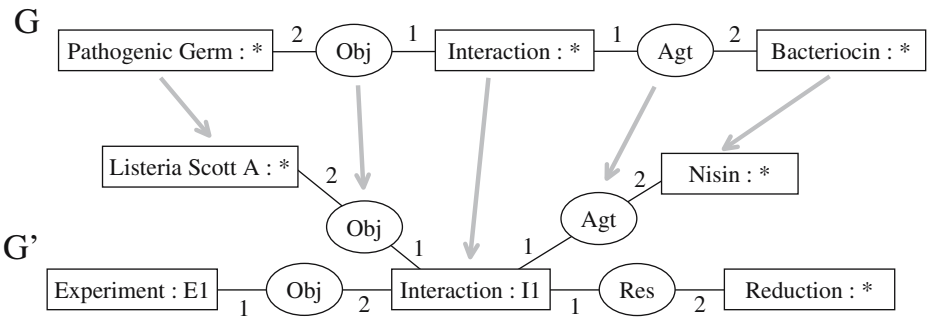 G
Pathogenic Germ : * 2 Obj 1 Interaction : * 1 Agt 2 Bacteriocin : *
Listeria Scott A : * 2 Obj 1
Nisin : * 2 Agt 1
G'
Experiment : E1 1 Obj 2 Interaction : I1 1 Res 2 Reduction : *